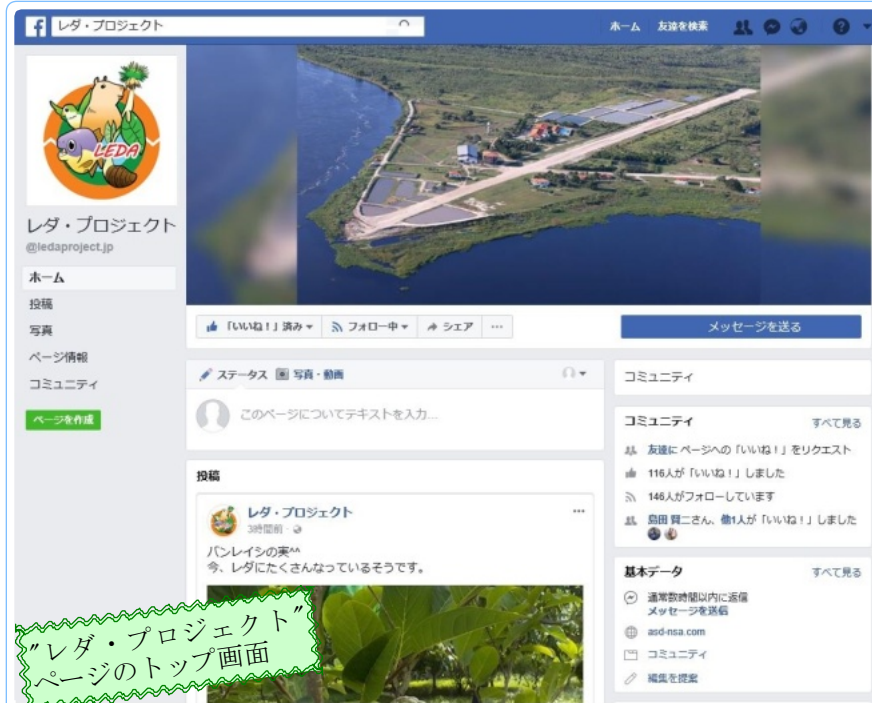 レダ・プロジェクト
ホーム 友達を検索
LEDA
レダ・プロジェクト
@ledaproject.jp
ホーム
投稿
写真
ページ情報
コミュニティ
ページを作成
「いいね!」済み フォロー中 シェア ...
メッセージを送る
ステータス 写真・動画
このページについてテキストを入力...
投稿
レダ・プロジェクト
3時間前
バンレイシの実^^
今、レダにたくさんなっているそうです。
コミュニティ
コミュニティ すべて見る
友達に ページへの「いいね!」をリクエスト
116人が「いいね!」しました
146人がフォローしています
島田 賢二さん、他1人が「いいね!」しました
基本データ すべて見る
通常数時間以内に返信
メッセージを送信
asd-nsa.com
コミュニティ
編集を提案
"レダ・プロジェクト"
ページのトップ画面